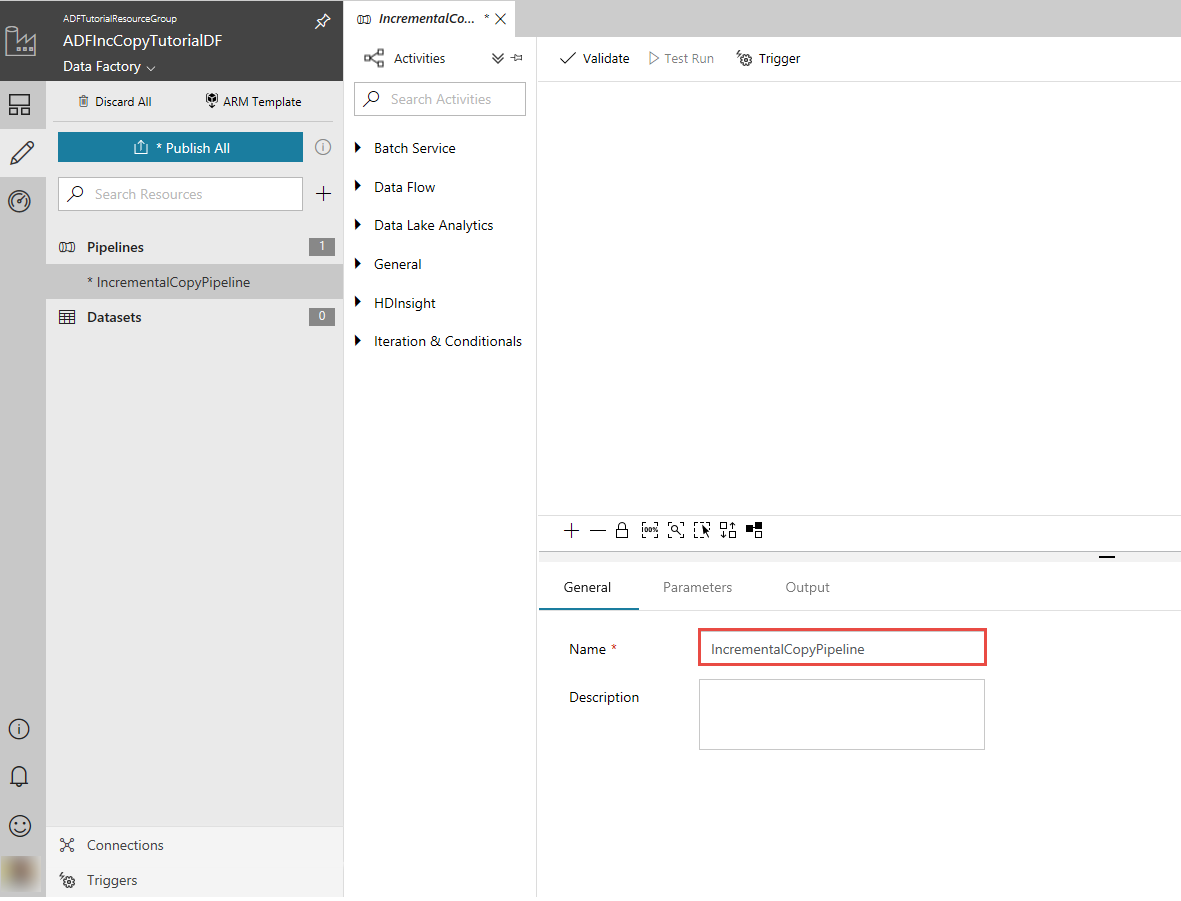 ADFTutorialResourceGroup
ADFIncCopyTutorialDF
Data Factory
Discard All
ARM Template
* Publish All
Search Resources
Pipelines 1
* IncrementalCopyPipeline
Datasets 0
Connections
Triggers
IncrementalCo... *
Activities
Search Activities
Batch Service
Data Flow
Data Lake Analytics
General
HDInsight
Iteration & Conditionals
Validate
Test Run
Trigger
100%
General
Parameters
Output
Name *
IncrementalCopyPipeline
Description